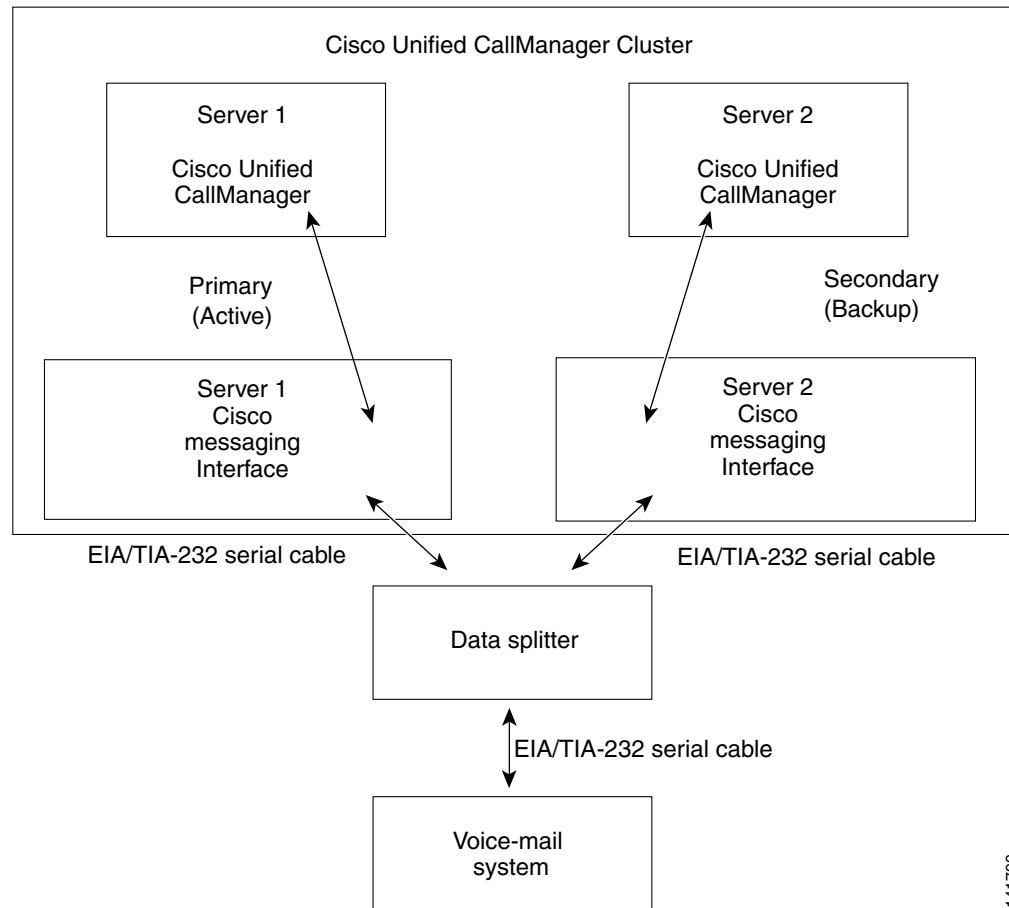 Cisco Unified CallManager Cluster
Server 1
Cisco Unified
CallManager
Server 2
Cisco Unified
CallManager
Primary
(Active)
Secondary
(Backup)
Server 1
Cisco
messaging
Interface
Server 2
Cisco
messaging
Interface
EIA/TIA-232 serial cable
EIA/TIA-232 serial cable
Data splitter
EIA/TIA-232 serial cable
Voice-mail
system